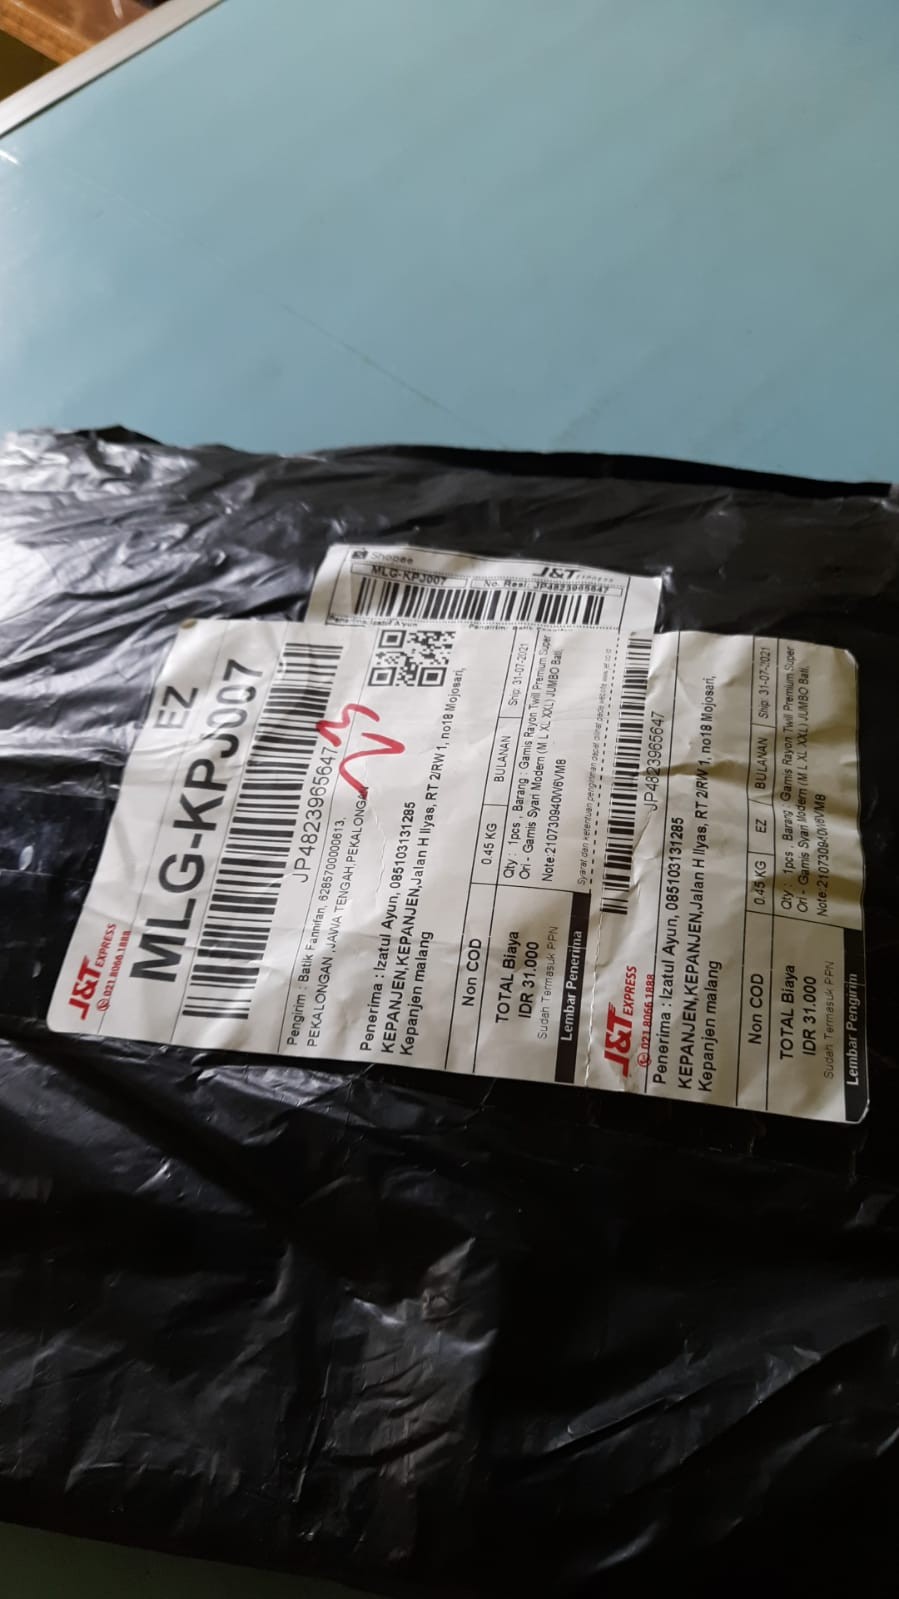 Shopee
J&T EXPRESS
MLG-KPJ007
No. Resi: JP4823965647
J&T EXPRESS
021.8066.1888
EZ
MLG-KPJ007
JP4823965647
Pengirim : Batik Fannifan, 6285700000613,
PEKALONGAN ,JAWA TENGAH,PEKALONGAN
Penerima : Izatul Ayun, 085103131285
KEPANJEN,KEPANJEN,Jalan H Ilyas, RT 2/RW 1, no18 Mojosari,
Kepanjen malang
Non COD
0.45 KG
BULANAN
Ship: 31-07-2021
TOTAL Biaya
IDR 31.000
Sudah Termasuk PPN
Qty : 1pcs , Barang : Gamis Rayon Twill Premium Super
Ori - Gamis Syari Modern (M L XL XXL) JUMBO Bali,
Note:210730940W6VM8
Lembar Penerima
J&T EXPRESS
021.8066.1888
JP4823965647
Penerima : Izatul Ayun, 085103131285
KEPANJEN,KEPANJEN,Jalan H Ilyas, RT 2/RW 1, no18 Mojosari,
Kepanjen malang
Non COD
0.45 KG
EZ
BULANAN
Ship: 31-07-2021
TOTAL Biaya
IDR 31.000
Sudah Termasuk PPN
Qty : 1pcs , Barang : Gamis Rayon Twill Premium Super
Ori - Gamis Syari Modern (M L XL XXL) JUMBO Bali,
Note:210730940W6VM8
Lembar Pengirim